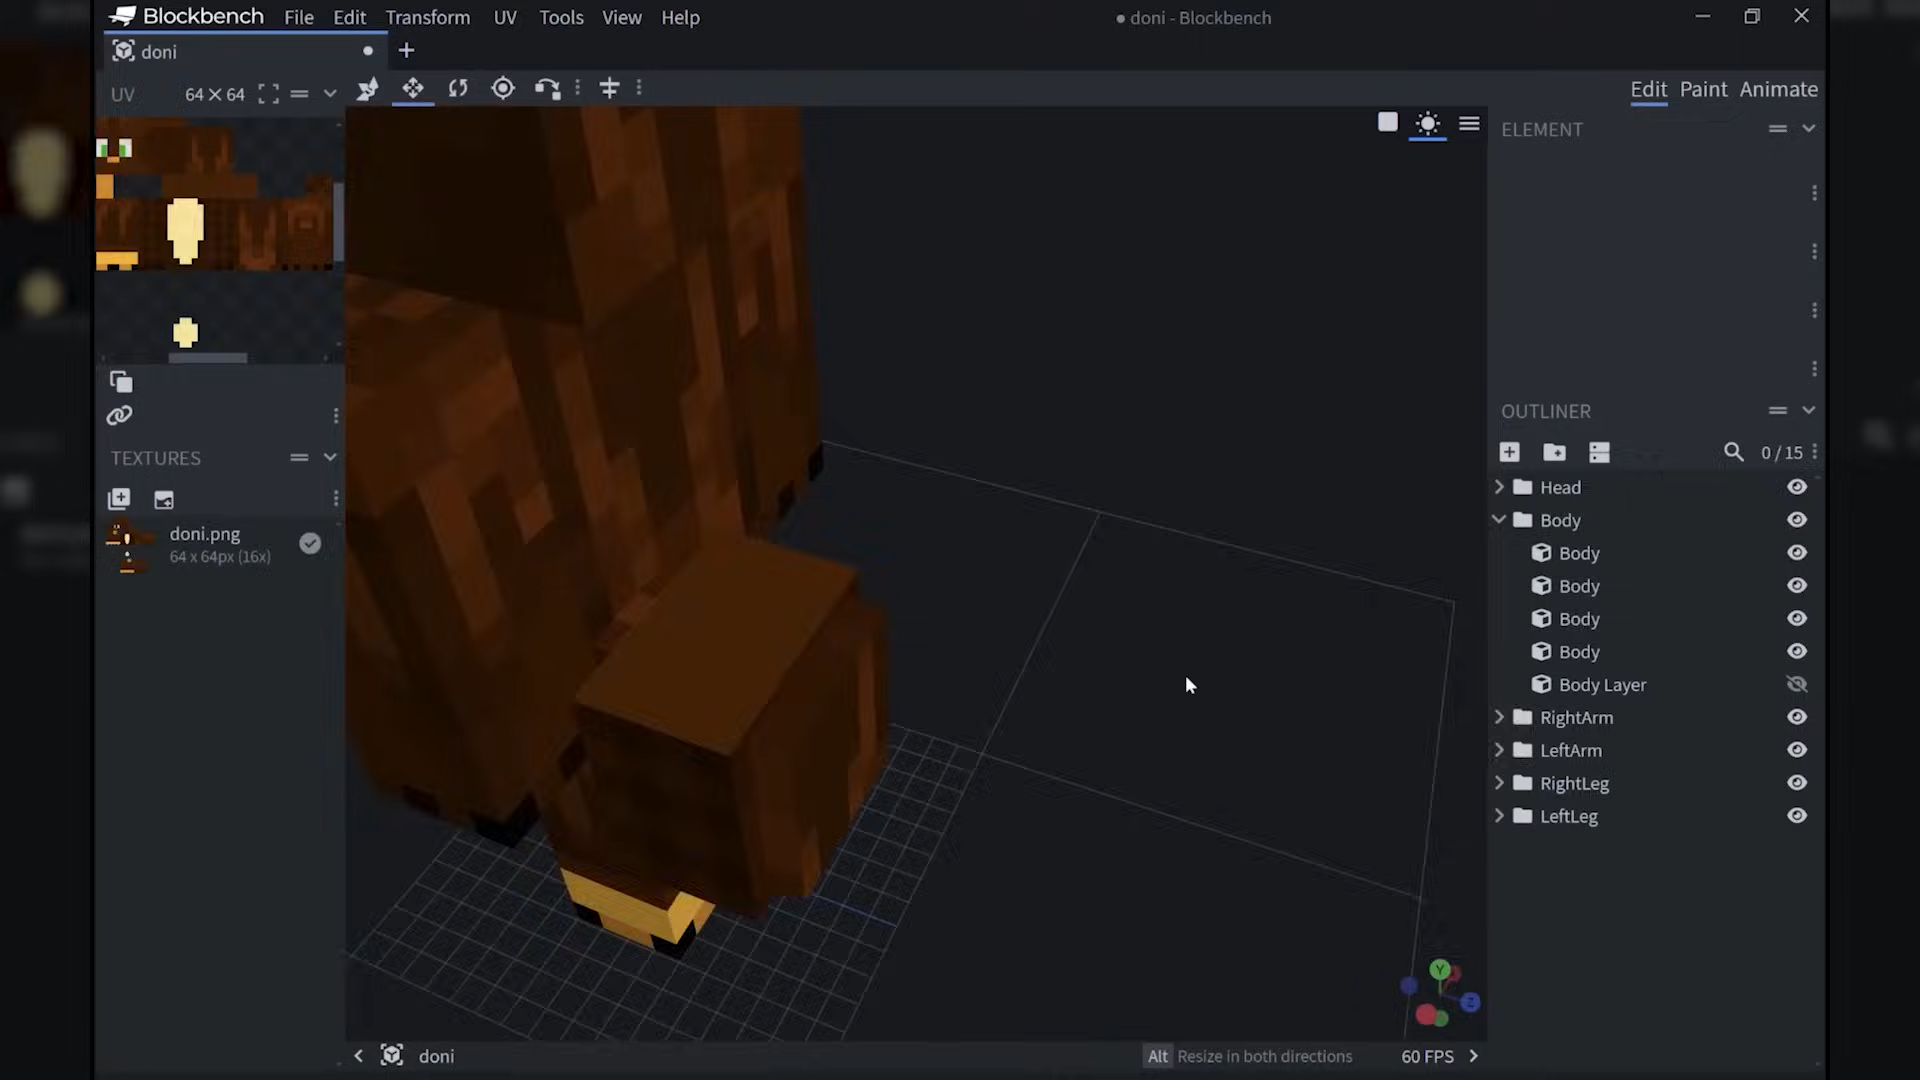 Blockbench File Edit Transform UV Tools View Help
● doni - Blockbench
doni
UV 64 × 64
Edit Paint Animate
ELEMENT
OUTLINER
0 / 15
Head
Body
Body
Body
Body
Body
Body Layer
RightArm
LeftArm
RightLeg
LeftLeg
TEXTURES
doni.png
64 x 64px (16x)
Y
Z
doni
Alt Resize in both directions
60 FPS